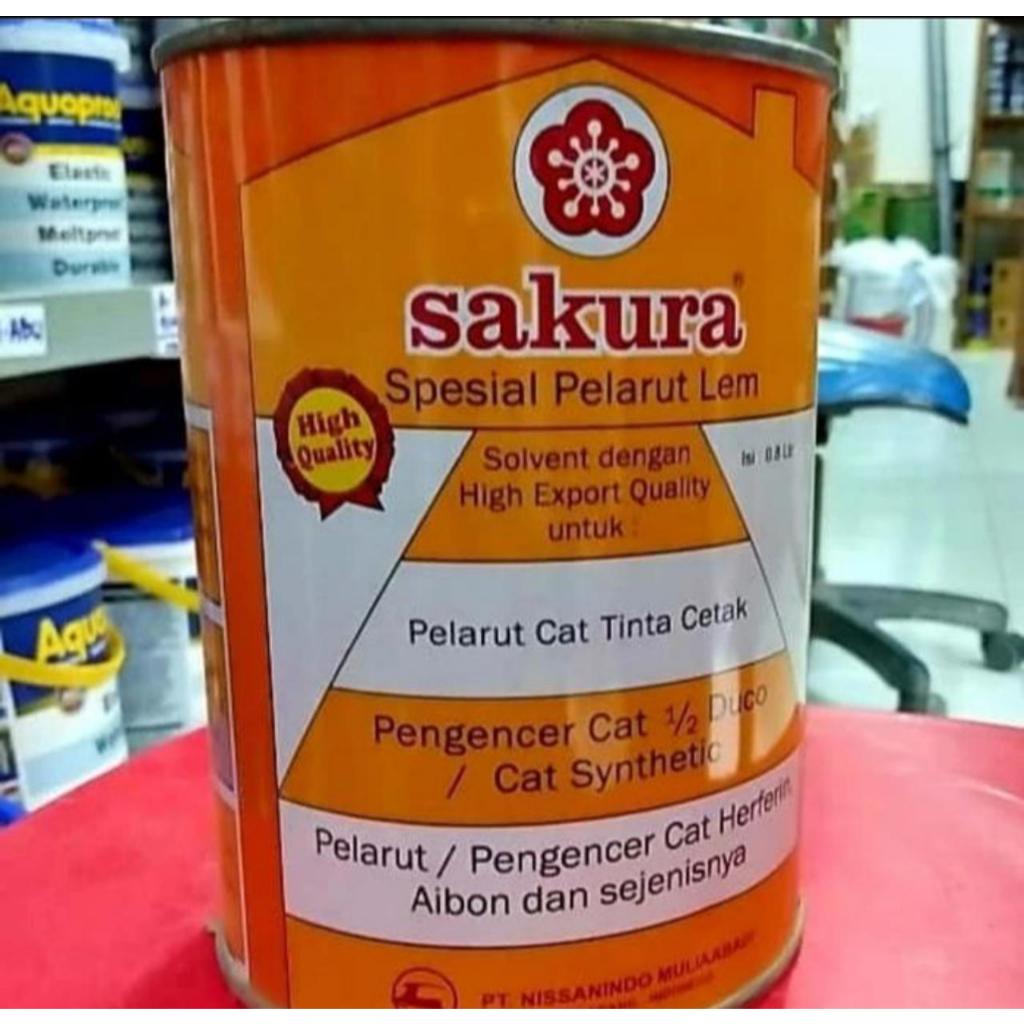 Aquaproof
Elastic
Waterproof
Meltproof
Durable
sakura
Spesial Pelarut Lem
High
Quality
Solvent dengan
High Export Quality
untuk :
Isi 0.8 Ltr
Pelarut Cat Tinta Cetak
Pengencer Cat ½ Duco
/ Cat Synthetic
Pelarut / Pengencer Cat Herferin,
Aibon dan sejenisnya
PT. NISSANINDO MULIAABADI
INDONESIA
Aqu